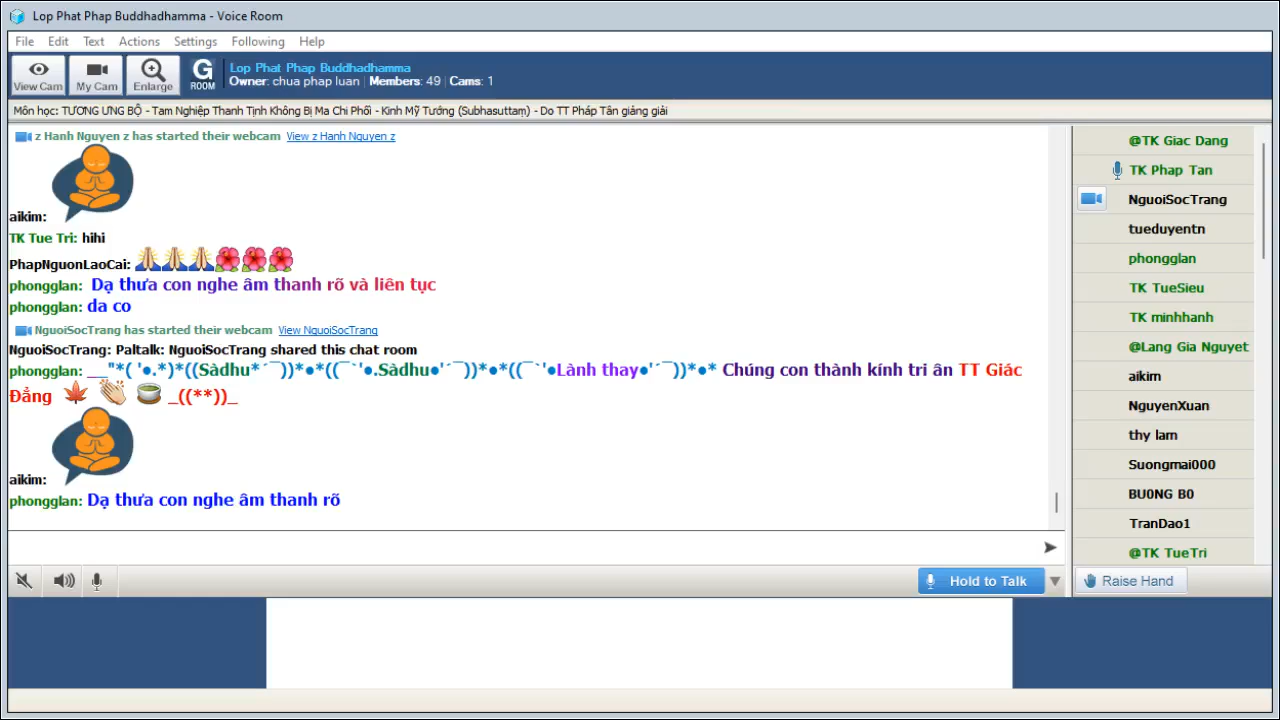 Lop Phat Phap Buddhadhamma - Voice Room
File Edit Text Actions Settings Following Help
View Cam My Cam Enlarge G ROOM
Lop Phat Phap Buddhadhamma
Owner: chua phap luan | Members: 49 | Cams: 1
Môn học: TƯƠNG ƯNG BỘ - Tam Nghiệp Thanh Tịnh Không Bị Ma Chi Phối - Kinh Mỹ Tướng (Subhasuttaṃ) - Do TT Pháp Tân giảng giải
z Hanh Nguyen z has started their webcam View z Hanh Nguyen z
aikim:
TK Tue Tri: hihi
PhapNguonLaoCai: 🙏🙏🙏🌺🌺🌺
phongglan: Dạ thưa con nghe âm thanh rõ và liên tục
phongglan: da co
NguoiSocTrang has started their webcam View NguoiSocTrang
NguoiSocTrang: Paltalk: NguoiSocTrang shared this chat room
phongglan: __"*( '●.*)*((Sàdhu*´¯))*●*((¯`'●.Sàdhu●'´¯))*●*((¯`'●Lành thay●'´¯))*●* Chúng con thành kính tri ân TT Giác
Đẳng 🍁 👏 🍵 _((**))_
aikim:
phongglan: Dạ thưa con nghe âm thanh rõ
Hold to Talk
@TK Giac Dang
TK Phap Tan
NguoiSocTrang
tueduyentn
phongglan
TK TueSieu
TK minhhanh
@Lang Gia Nguyet
aikim
NguyenXuan
thy lam
Suongmai000
BU0NG B0
TranDao1
@TK TueTri
Raise Hand